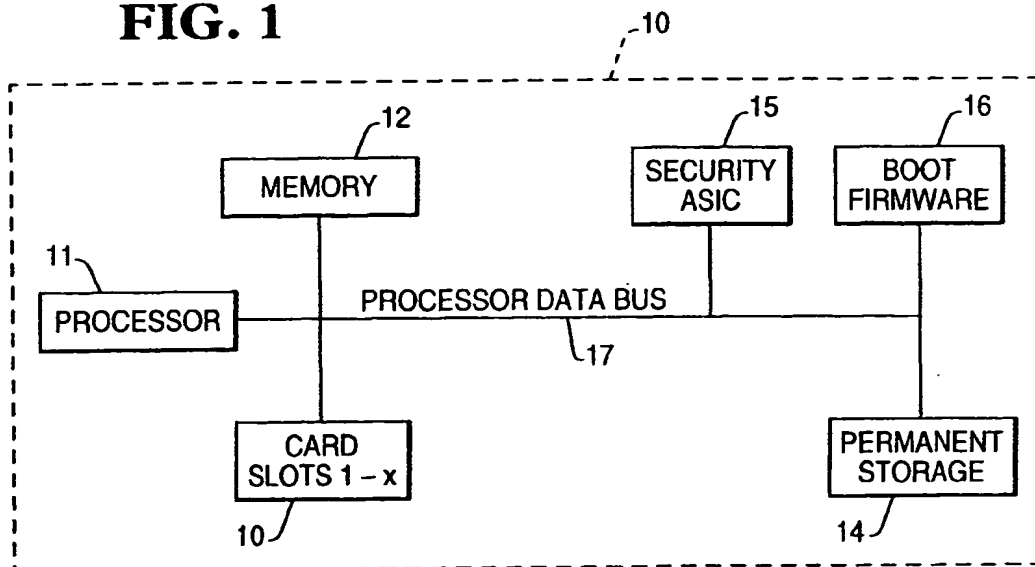 FIG. 1
10
12
MEMORY
15
SECURITY
ASIC
16
BOOT
FIRMWARE
11
PROCESSOR
PROCESSOR DATA BUS
17
CARD
SLOTS 1 – x
10
PERMANENT
STORAGE
14